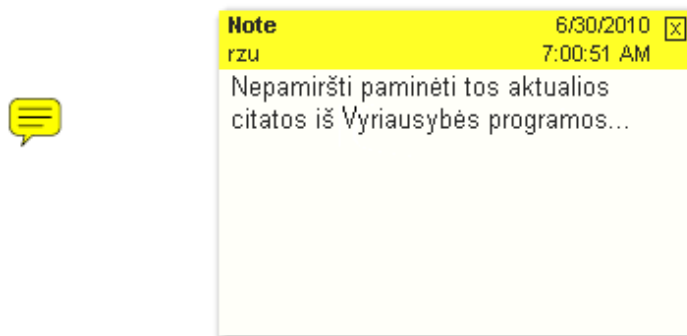 Note 6/30/2010 X
rzu 7:00:51 AM
Nepamiršti paminėti tos aktualios
citatos iš Vyriausybės programos...